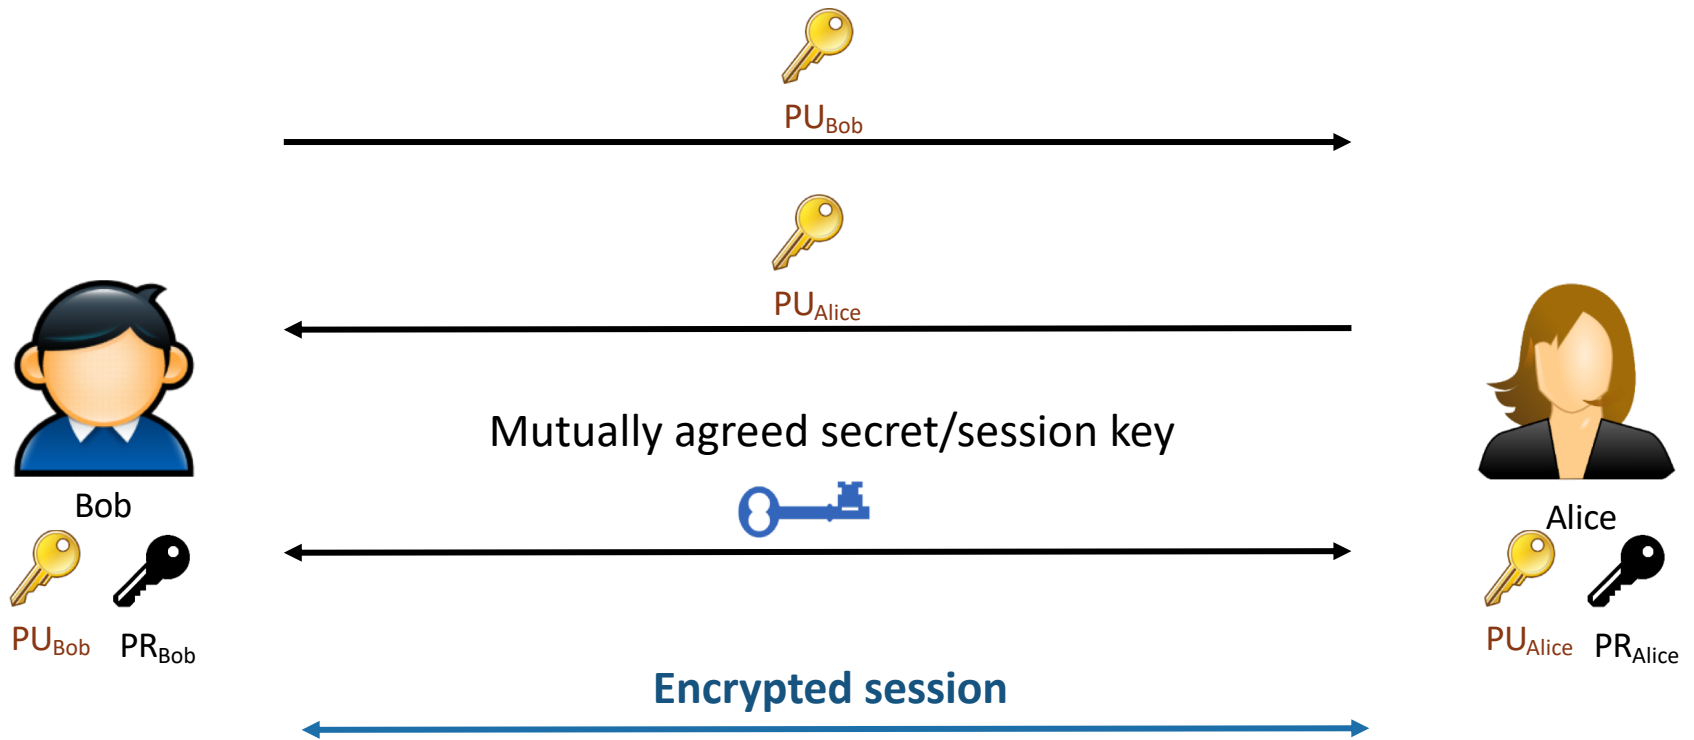 PUBob
PUAlice
Mutually agreed secret/session key
Bob
Alice
PUBob PRBob
PUAlice PRAlice
Encrypted session